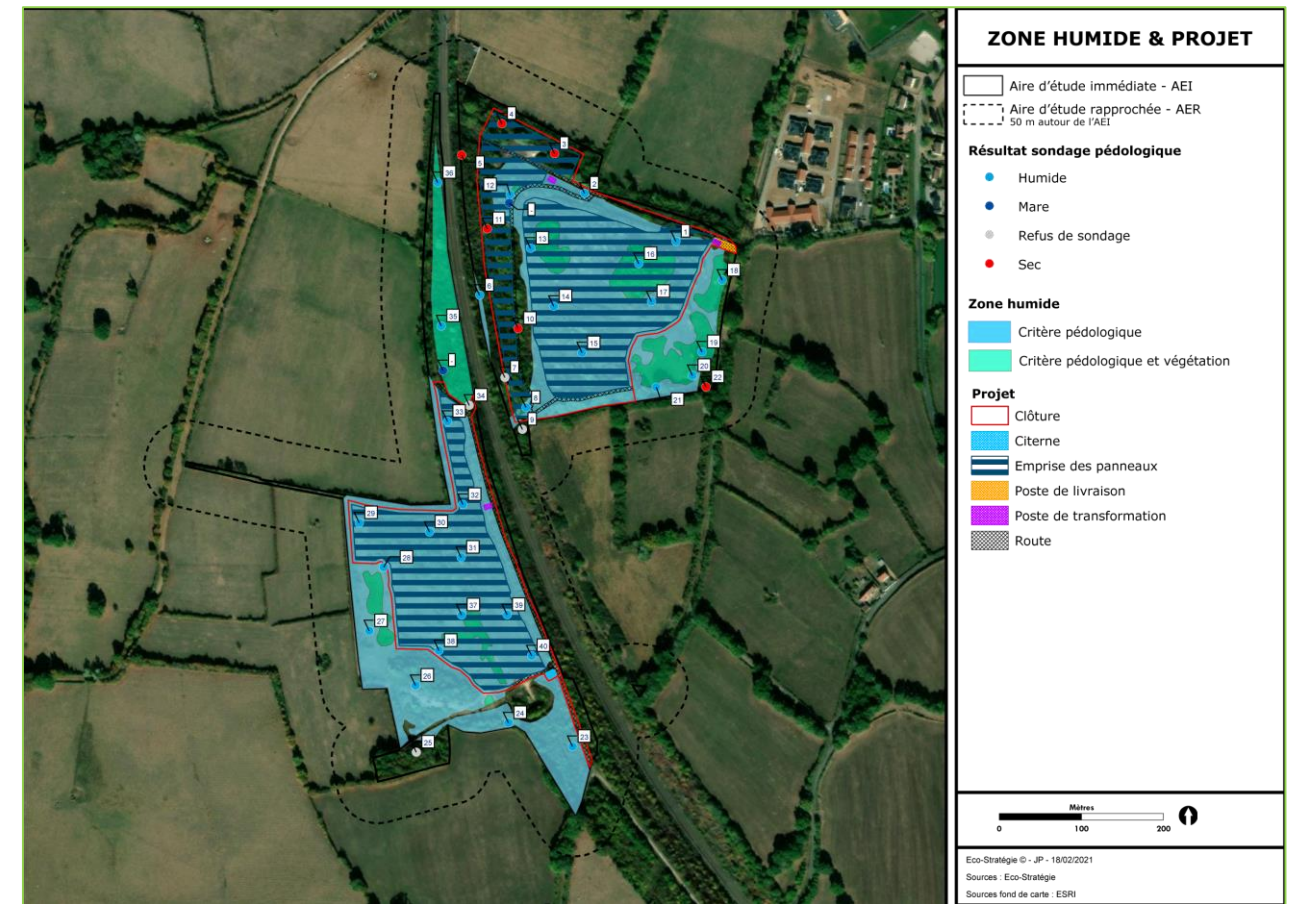 ZONE HUMIDE & PROJET
Aire d'étude immédiate - AEI
Aire d'étude rapprochée - AER
50 m autour de l'AEI
Résultat sondage pédologique
Humide
Mare
Refus de sondage
Sec
Zone humide
Critère pédologique
Critère pédologique et végétation
Projet
Clôture
Citerne
Emprise des panneaux
Poste de livraison
Poste de transformation
Route
Mètres
0 100 200
Eco-Stratégie © - JP - 18/02/2021
Sources : Eco-Stratégie
Sources fond de carte : ESRI
4
3
5
36
12
2
-
11
1
13
16
18
6
14
17
35
10
15
19
-
7
20
22
34
8
21
33
9
32
29
30
31
28
37
39
27
38
40
26
24
25
23